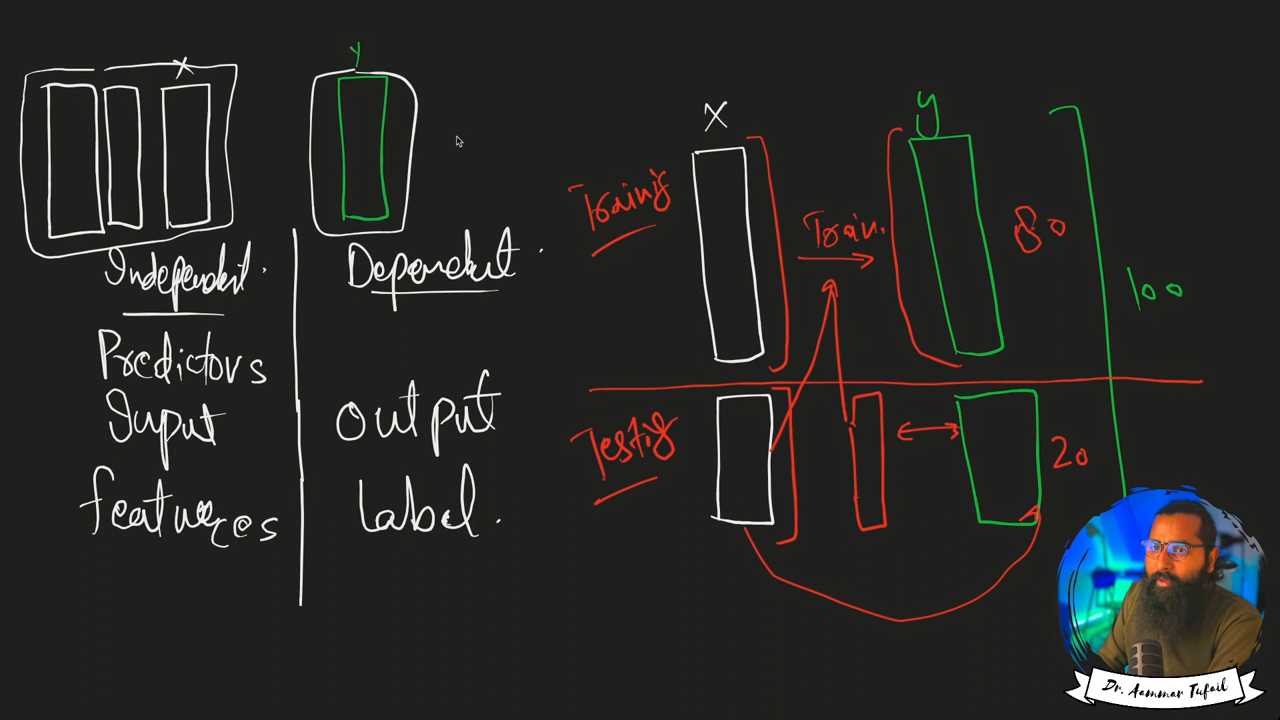 X
y
Independent.
Dependent.
Predictors
Input
output
features
Label.
X
y
Training
Train.
80
100
Testing
20
Dr. Aammar Tufail